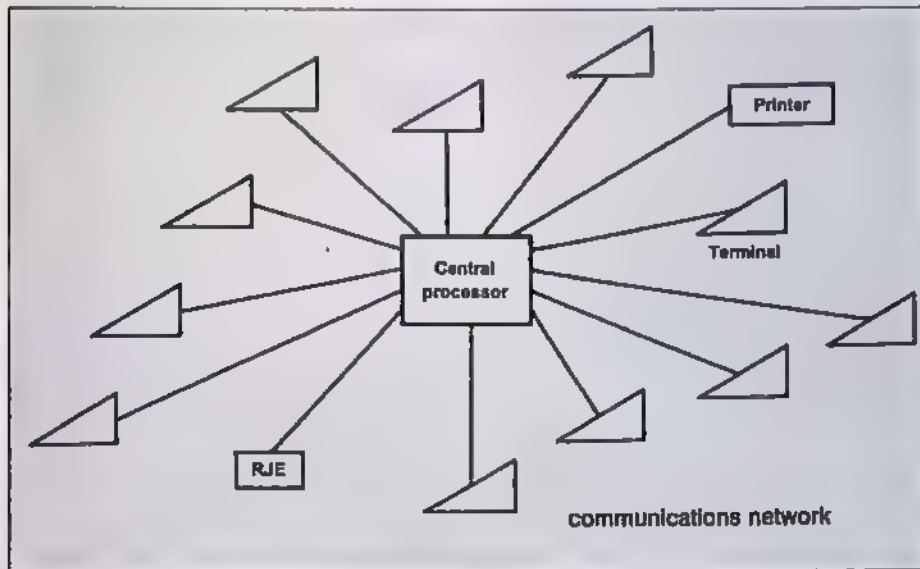 Printer
Terminal
Central
processor
RJE
communications network